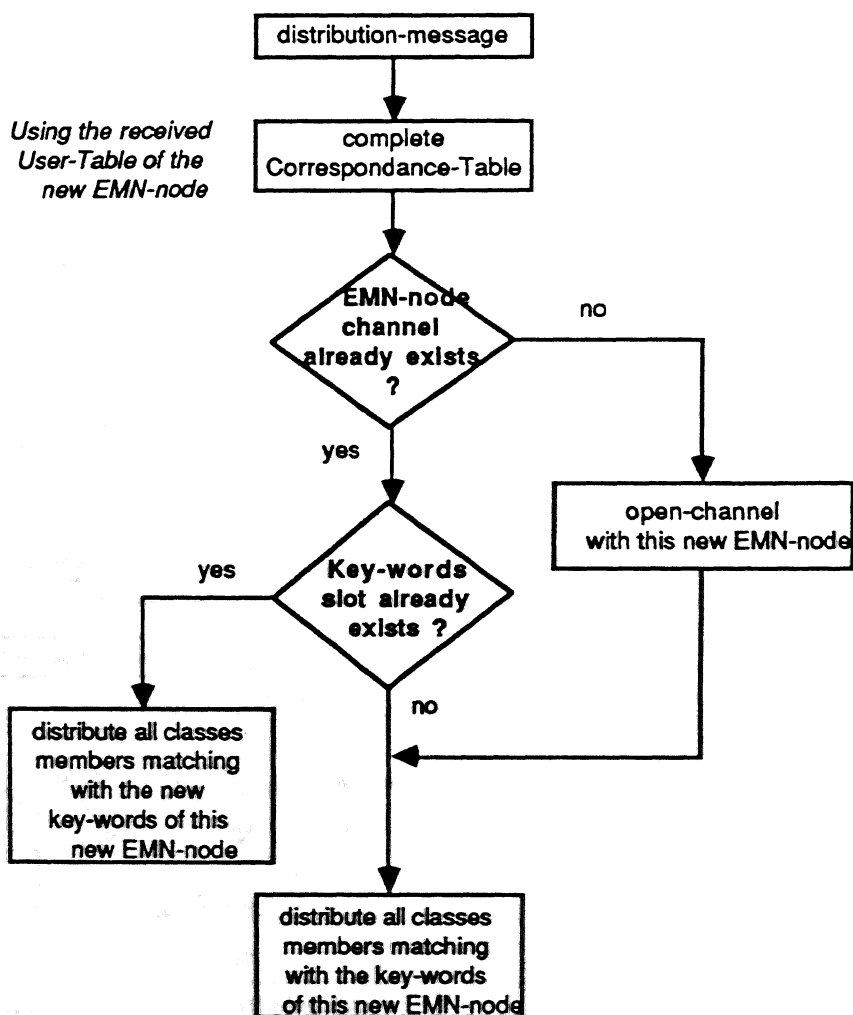 distribution-message
Using the received
User-Table of the
new EMN-node
complete
Correspondance-Table
EMN-node
channel
already exists
?
no
yes
open-channel
with this new EMN-node
yes
Key-words
slot already
exists ?
no
distribute all classes
members matching
with the new
key-words of this
new EMN-node
distribute all classes
members matching
with the key-words
of this new EMN-node